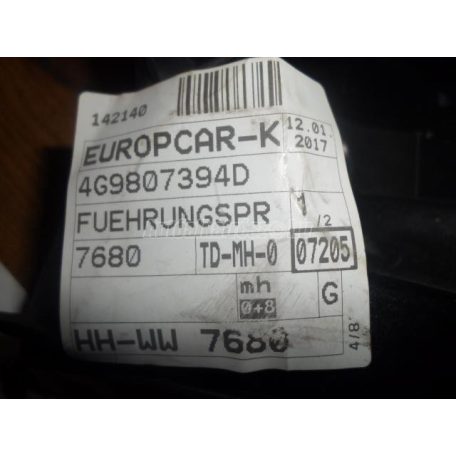 142140
EUROPCAR-K 12.01.
2017
4G9807394D
FUEHRUNGSPR 1/2
7680 TD-MH-0 07205
mh G
0+8
HH-WW 7680 4/8